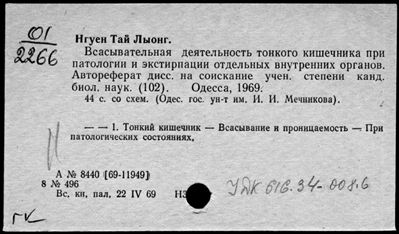 01
2266
Нгуен Тай Лыонг.
Всасывательная деятельность тонкого кишечника при
патологии и экстирпации отдельных внутренних органов.
Автореферат дисс. на соискание учен. степени канд.
биол. наук. (102). Одесса, 1969.
44 с. со схем. (Одес. гос. ун-т им. И. И. Мечникова).
— — 1. Тонкий кишечник — Всасывание и проницаемость — При
патологических состояниях.
А № 8440 [69-11949]
8 № 496
Вс. кн. пал. 22 IV 69
УДК 616.34-008.6
гк